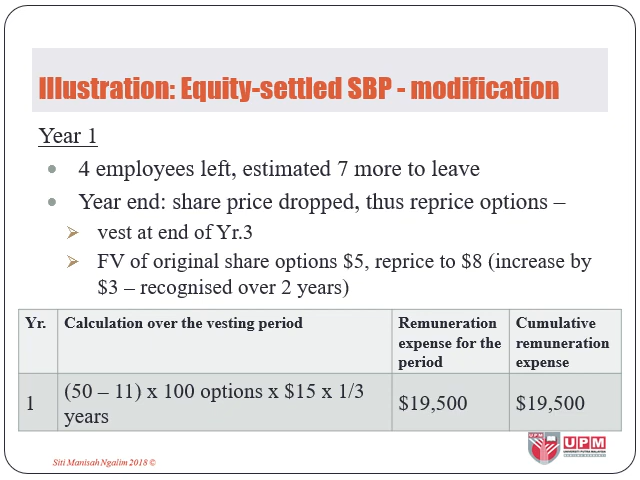 Illustration: Equity-settled SBP - modification
Year 1
4 employees left, estimated 7 more to leave
Year end: share price dropped, thus reprice options –
vest at end of Yr.3
FV of original share options $5, reprice to $8 (increase by
$3 – recognised over 2 years)
Yr. Calculation over the vesting period Remuneration expense for the period Cumulative remuneration expense
1 (50 – 11) x 100 options x $15 x 1/3 years $19,500 $19,500
UPM
Siti Manisah Ngalim 2018 ©